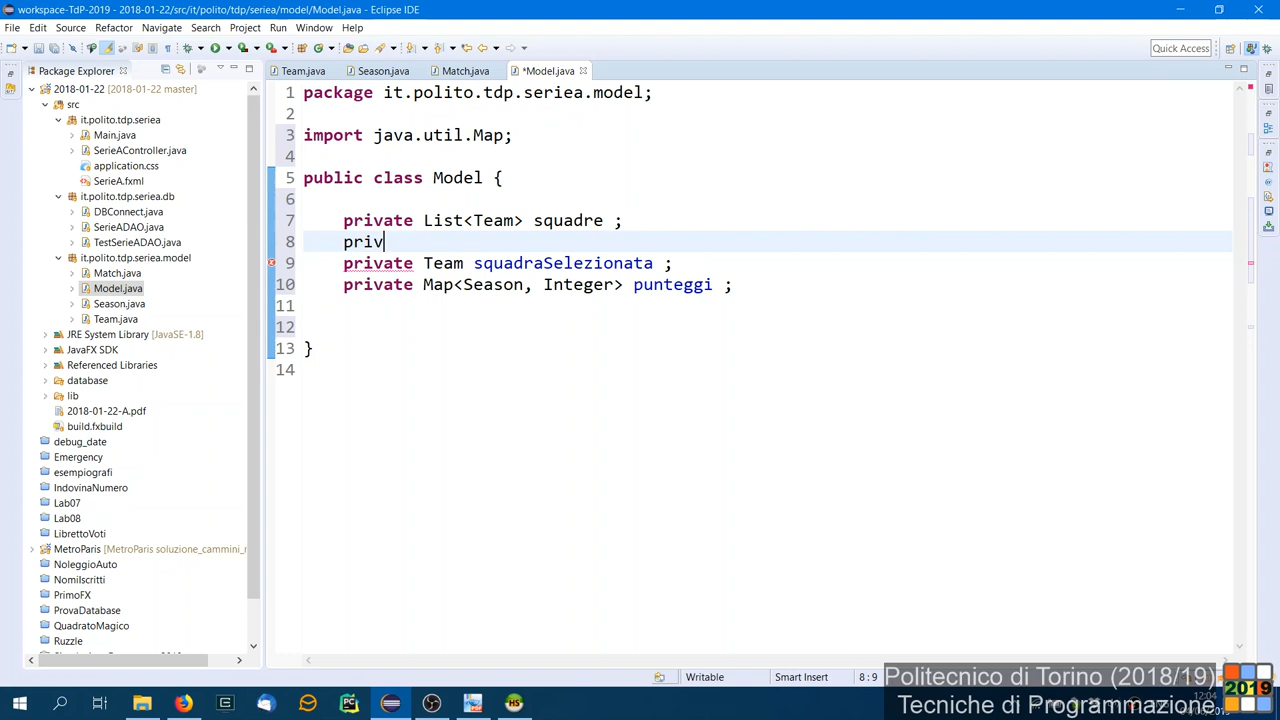 workspace-TdP-2019 - 2018-01-22/src/it/polito/tdp/seriea/model/Model.java - Eclipse IDE
File Edit Source Refactor Navigate Search Project Run Window Help
Quick Access
Package Explorer
Team.java Season.java Match.java *Model.java
2018-01-22 [2018-01-22 master]
src
it.polito.tdp.seriea
Main.java
SerieAController.java
application.css
SerieA.fxml
it.polito.tdp.seriea.db
DBConnect.java
SerieADAO.java
TestSerieADAO.java
it.polito.tdp.seriea.model
Match.java
Model.java
Season.java
Team.java
JRE System Library [JavaSE-1.8]
JavaFX SDK
Referenced Libraries
database
lib
2018-01-22-A.pdf
build.fxbuild
debug_date
Emergency
esempiografi
IndovinaNumero
Lab07
Lab08
LibrettoVoti
MetroParis [MetroParis soluzione_cammini_
NoleggioAuto
NomiIscritti
PrimoFX
ProvaDatabase
QuadratoMagico
Ruzzle
1 package it.polito.tdp.seriea.model;
2
3 import java.util.Map;
4
5 public class Model {
6
7 private List<Team> squadre ;
8 priv
9 private Team squadraSelezionata ;
10 private Map<Season, Integer> punteggi ;
11
12
13 }
14
Writable Smart Insert 8 : 9
Politecnico di Torino (2018/19)
Tecniche di Programmazione
2019
12:04